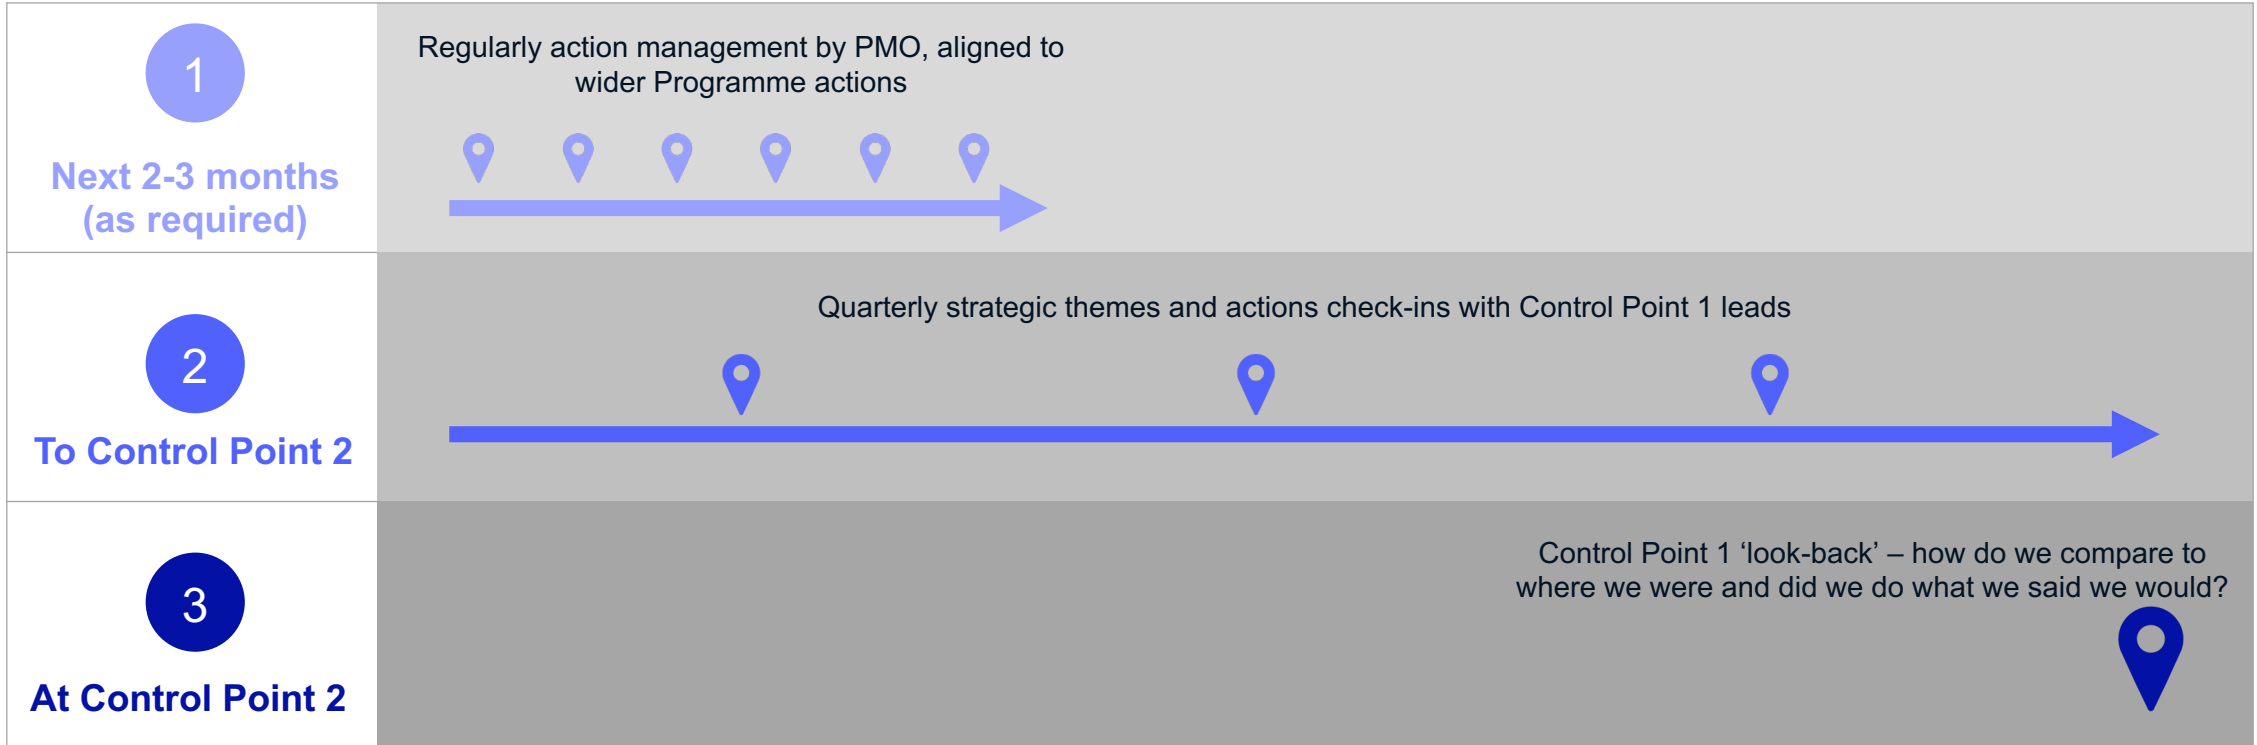 1
Next 2-3 months
(as required)
Regularly action management by PMO, aligned to
wider Programme actions
2
To Control Point 2
Quarterly strategic themes and actions check-ins with Control Point 1 leads
3
At Control Point 2
Control Point 1 ‘look-back’ – how do we compare to
where we were and did we do what we said we would?